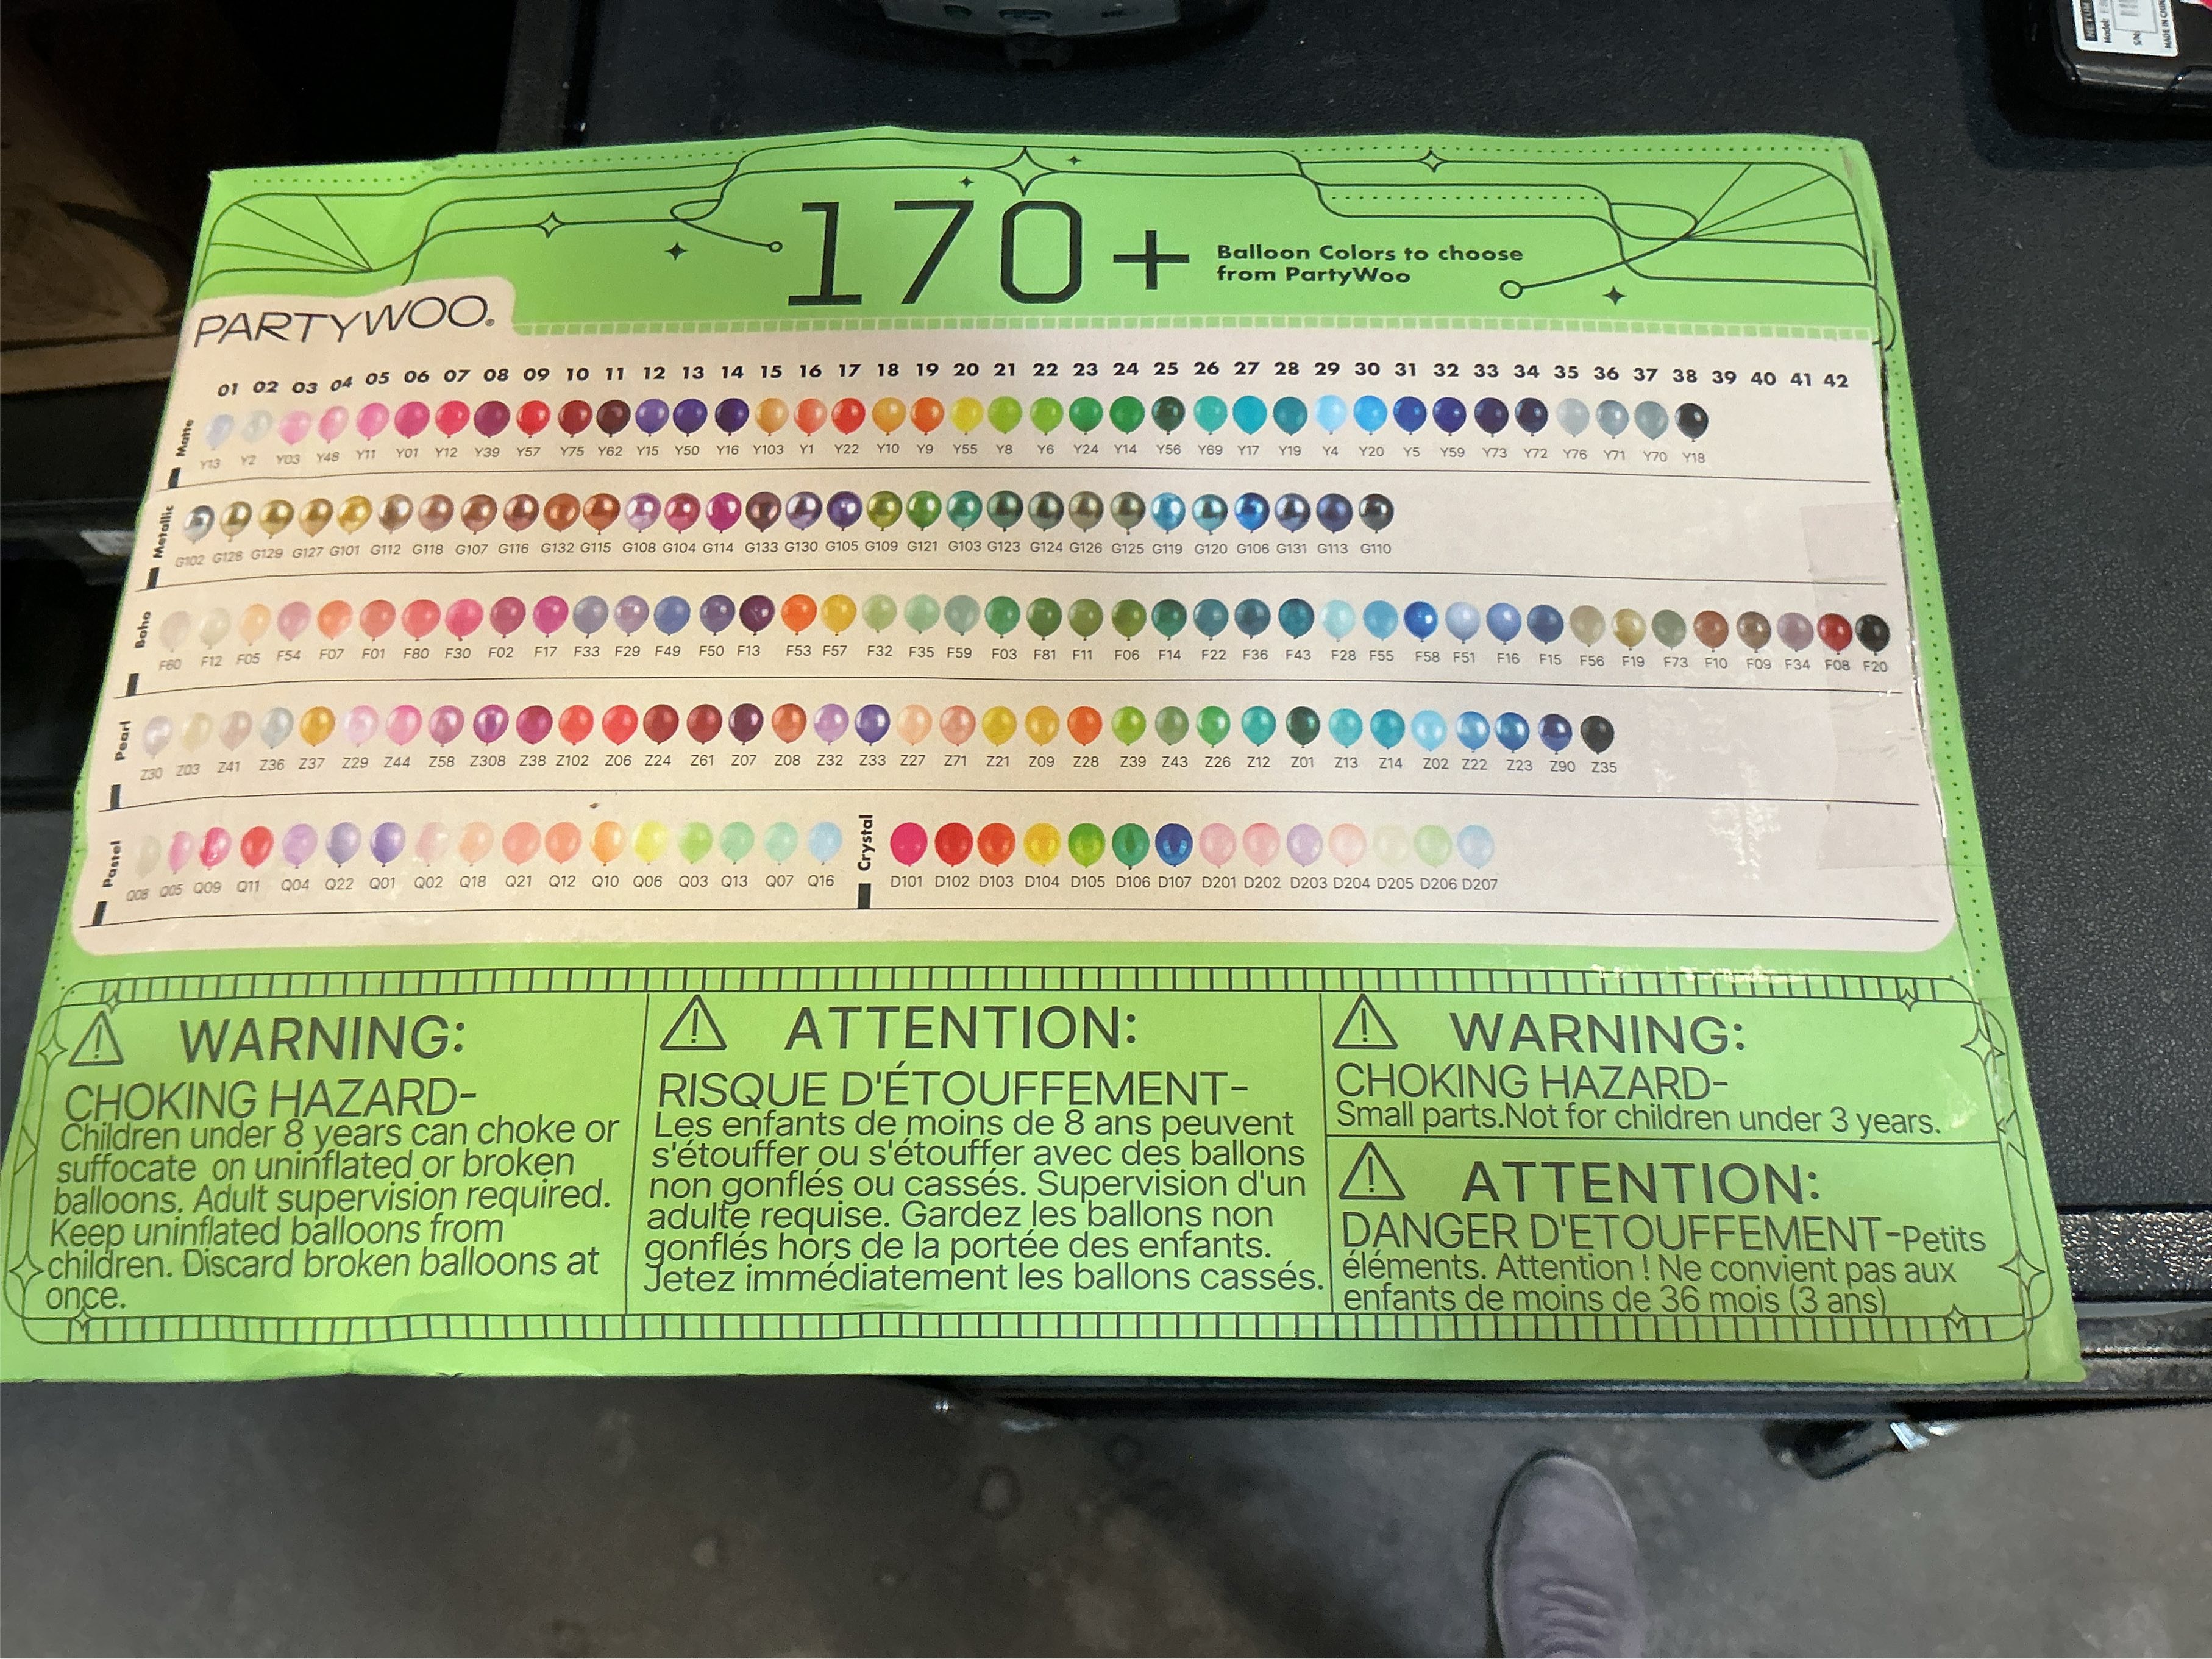 170+
Balloon Colors to choose
from PartyWoo
PARTYWOO®
01 02 03 04 05 06 07 08 09 10 11 12 13 14 15 16 17 18 19 20 21 22 23 24 25 26 27 28 29 30 31 32 33 34 35 36 37 38 39 40 41 42
Matte
Y13 Y2 Y03 Y48 Y11 Y01 Y12 Y39 Y57 Y75 Y62 Y15 Y50 Y16 Y103 Y1 Y22 Y10 Y9 Y55 Y8 Y6 Y24 Y14 Y56 Y69 Y17 Y19 Y4 Y20 Y5 Y59 Y73 Y72 Y76 Y71 Y70 Y18
Metallic
G102 G128 G129 G127 G101 G112 G118 G107 G116 G132 G115 G108 G104 G114 G133 G130 G105 G109 G121 G103 G123 G124 G126 G125 G119 G120 G106 G131 G113 G110
Boho
F60 F12 F05 F54 F07 F01 F80 F30 F02 F17 F33 F29 F49 F50 F13 F53 F57 F32 F35 F59 F03 F81 F11 F06 F14 F22 F36 F43 F28 F55 F58 F51 F16 F15 F56 F19 F73 F10 F09 F34 F08 F20
Pearl
Z30 Z03 Z41 Z36 Z37 Z29 Z44 Z58 Z308 Z38 Z102 Z06 Z24 Z61 Z07 Z08 Z32 Z33 Z27 Z71 Z21 Z09 Z28 Z39 Z43 Z26 Z12 Z01 Z13 Z14 Z02 Z22 Z23 Z90 Z35
Pastel
Q08 Q05 Q09 Q11 Q04 Q22 Q01 Q02 Q18 Q21 Q12 Q10 Q06 Q03 Q13 Q07 Q16
Crystal
D101 D102 D103 D104 D105 D106 D107 D201 D202 D203 D204 D205 D206 D207
WARNING:
CHOKING HAZARD-
Children under 8 years can choke or
suffocate on uninflated or broken
balloons. Adult supervision required.
Keep uninflated balloons from
children. Discard broken balloons at
once.
ATTENTION:
RISQUE D'ÉTOUFFEMENT-
Les enfants de moins de 8 ans peuvent
s'étouffer ou s'étouffer avec des ballons
non gonflés ou cassés. Supervision d'un
adulte requise. Gardez les ballons non
gonflés hors de la portée des enfants.
Jetez immédiatement les ballons cassés.
WARNING:
CHOKING HAZARD-
Small parts.Not for children under 3 years.
ATTENTION:
DANGER D'ETOUFFEMENT-Petits
éléments. Attention ! Ne convient pas aux
enfants de moins de 36 mois (3 ans)
Model:
S/N:
MADE IN CHINA